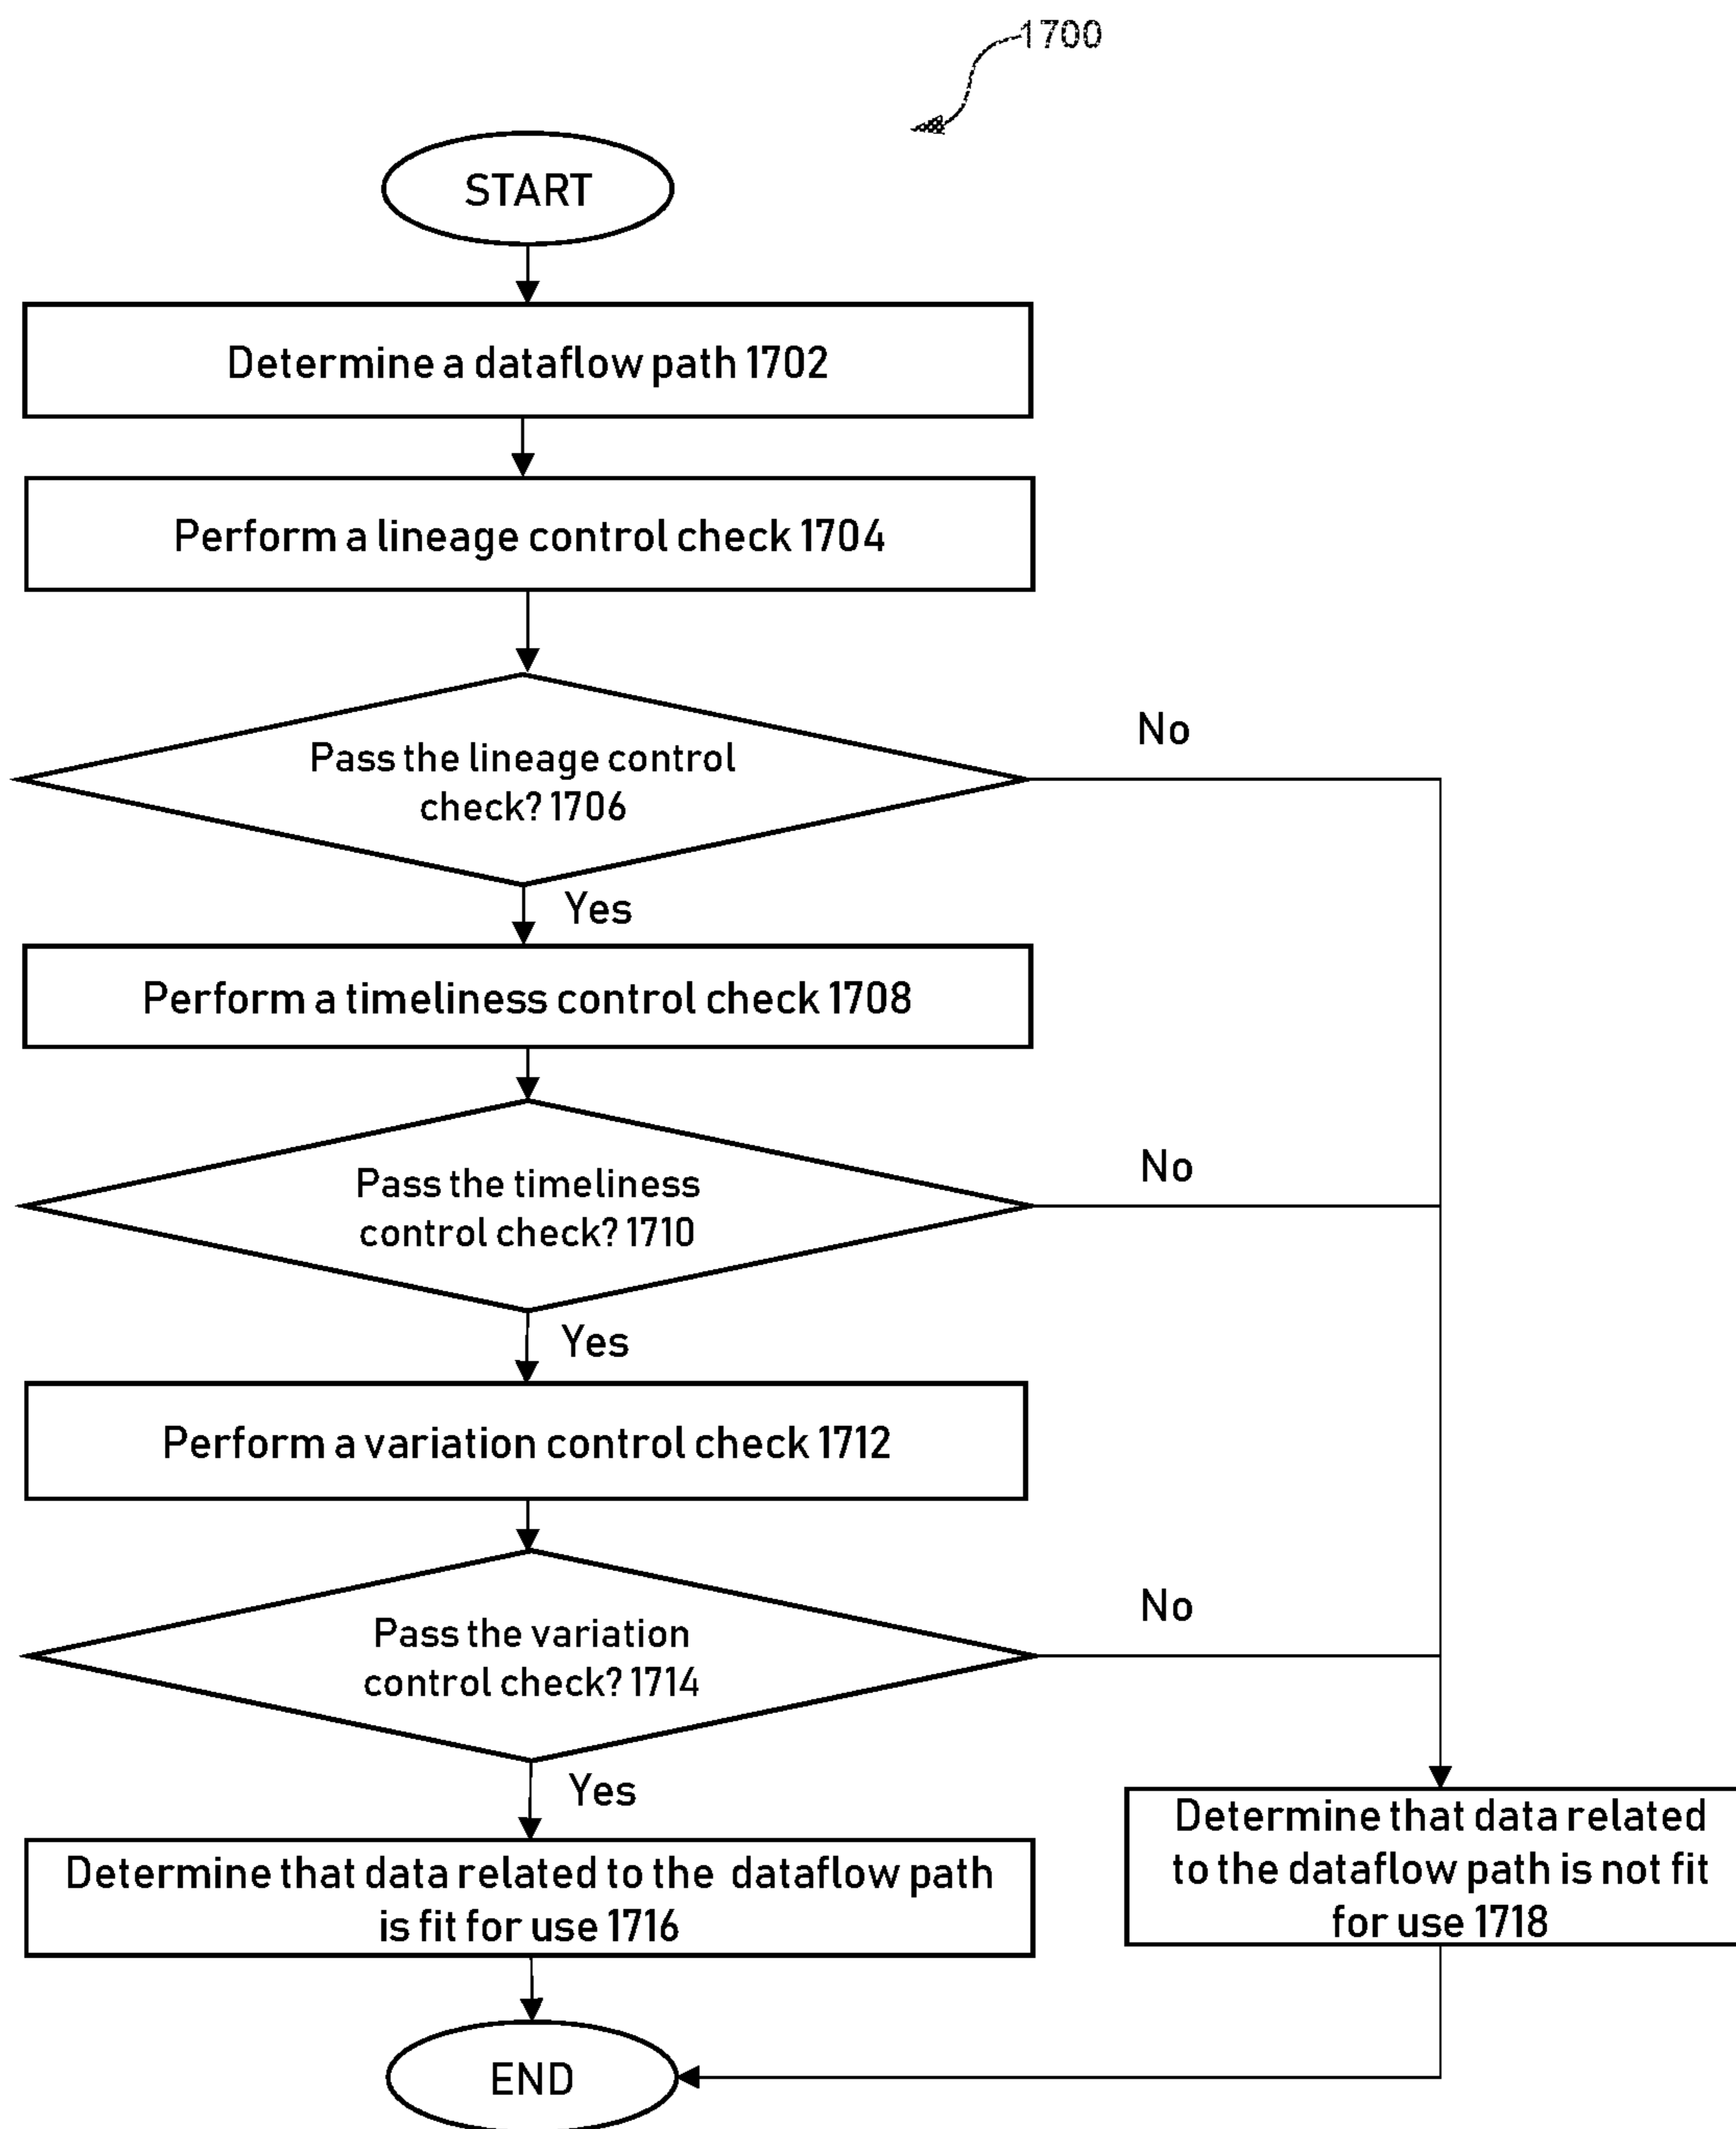 1700
START
Determine a dataflow path 1702
Perform a lineage control check 1704
Pass the lineage control
check? 1706
No
Yes
Perform a timeliness control check 1708
Pass the timeliness
control check? 1710
No
Yes
Perform a variation control check 1712
Pass the variation
control check? 1714
No
Yes
Determine that data related to the dataflow path
is fit for use 1716
Determine that data related
to the dataflow path is not fit
for use 1718
END